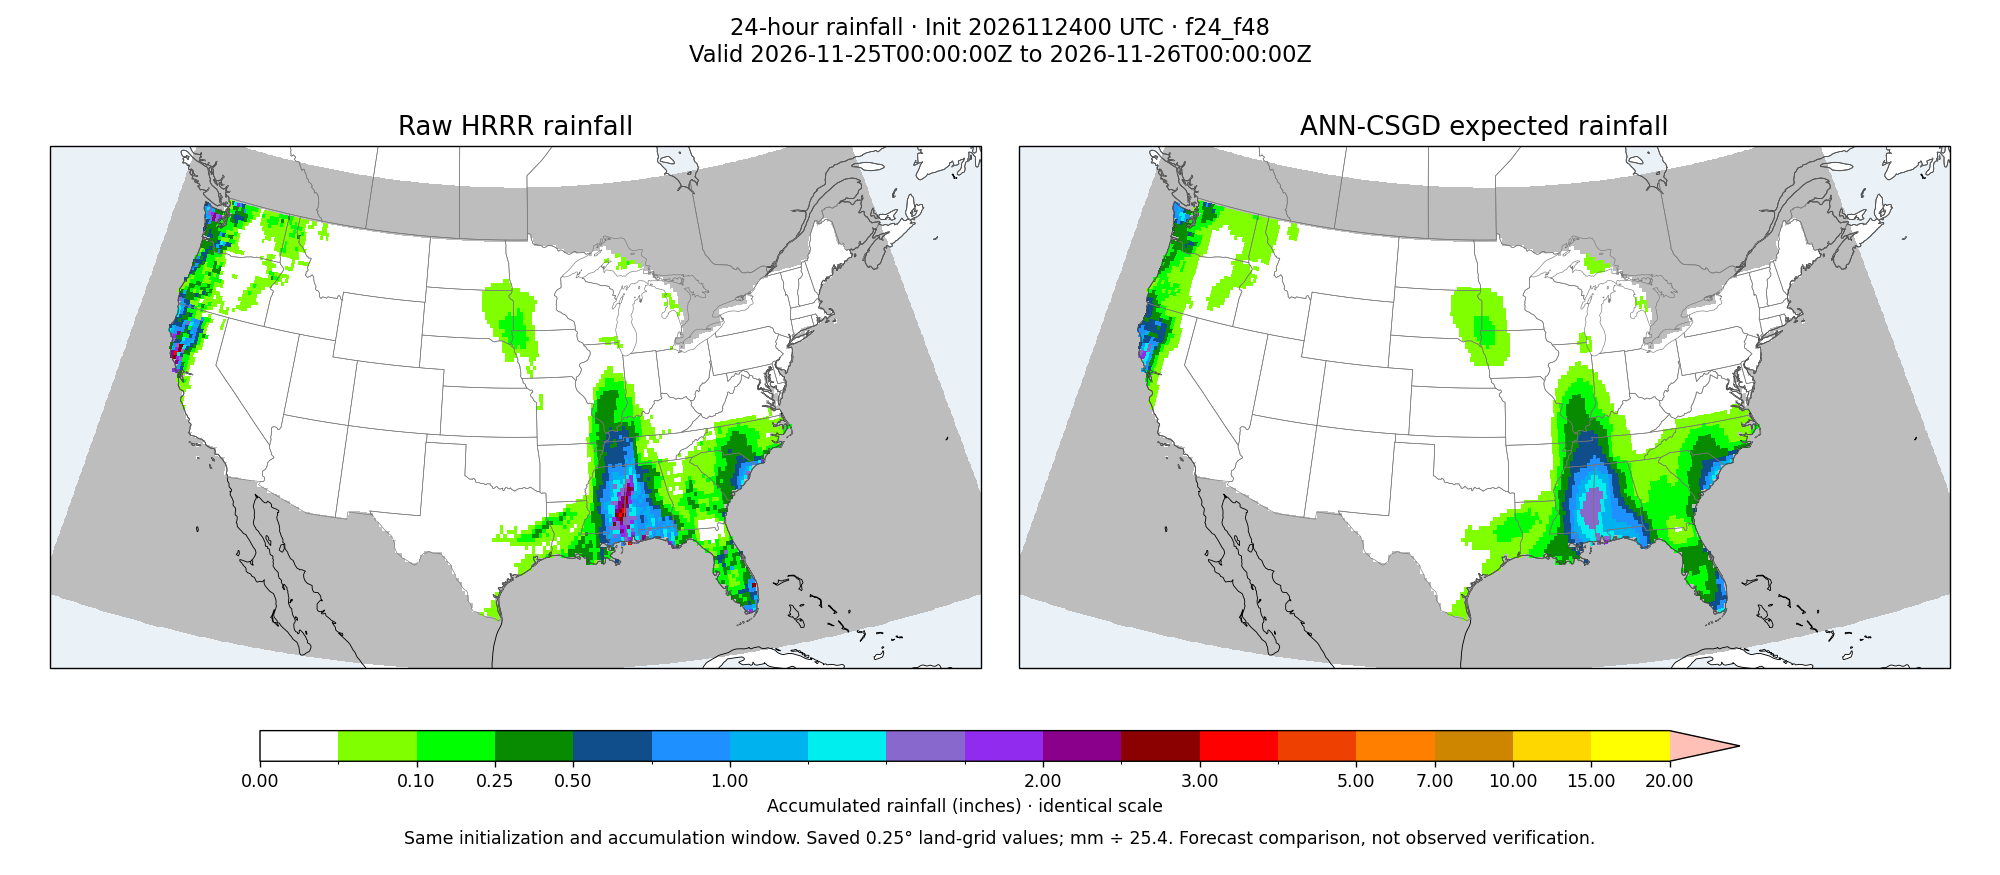 24-hour rainfall · Init 2026112400 UTC · f24_f48
Valid 2026-11-25T00:00:00Z to 2026-11-26T00:00:00Z
Raw HRRR rainfall
ANN-CSGD expected rainfall
0.00 0.10 0.25 0.50 1.00 2.00 3.00 5.00 7.00 10.00 15.00 20.00
Accumulated rainfall (inches) · identical scale
Same initialization and accumulation window. Saved 0.25° land-grid values; mm ÷ 25.4. Forecast comparison, not observed verification.